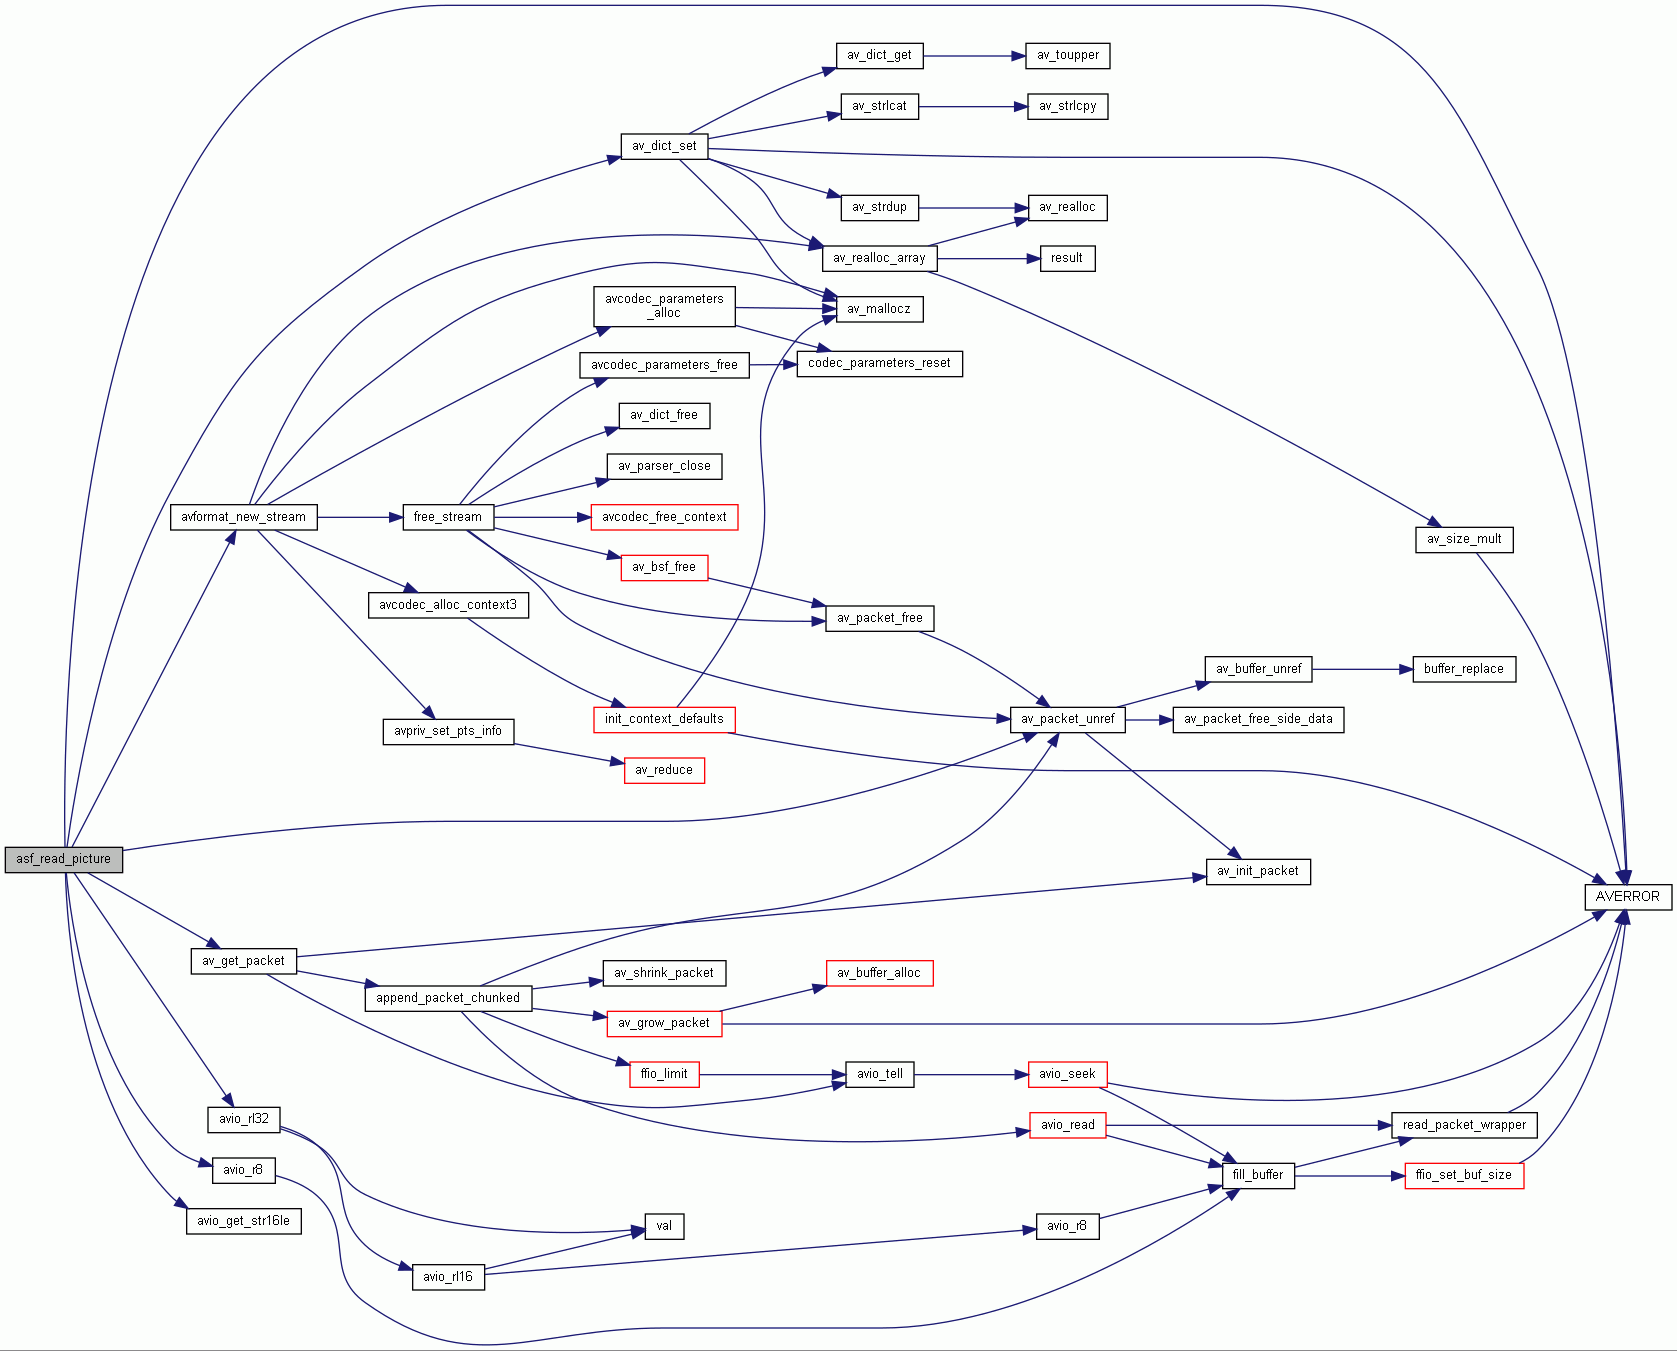 av_dict_get
av_toupper
av_strlcat
av_strlcpy
av_dict_set
av_strdup
av_realloc
av_realloc_array
result
avcodec_parameters
_alloc
av_mallocz
avcodec_parameters_free
codec_parameters_reset
av_dict_free
av_parser_close
avformat_new_stream
free_stream
avcodec_free_context
av_size_mult
av_bsf_free
avcodec_alloc_context3
av_packet_free
av_buffer_unref
buffer_replace
init_context_defaults
av_packet_unref
av_packet_free_side_data
avpriv_set_pts_info
av_reduce
asf_read_picture
av_init_packet
AVERROR
av_get_packet
av_shrink_packet
av_buffer_alloc
append_packet_chunked
av_grow_packet
ffio_limit
avio_tell
avio_seek
avio_rl32
avio_read
read_packet_wrapper
avio_r8
fill_buffer
ffio_set_buf_size
avio_get_str16le
val
avio_r8
avio_rl16